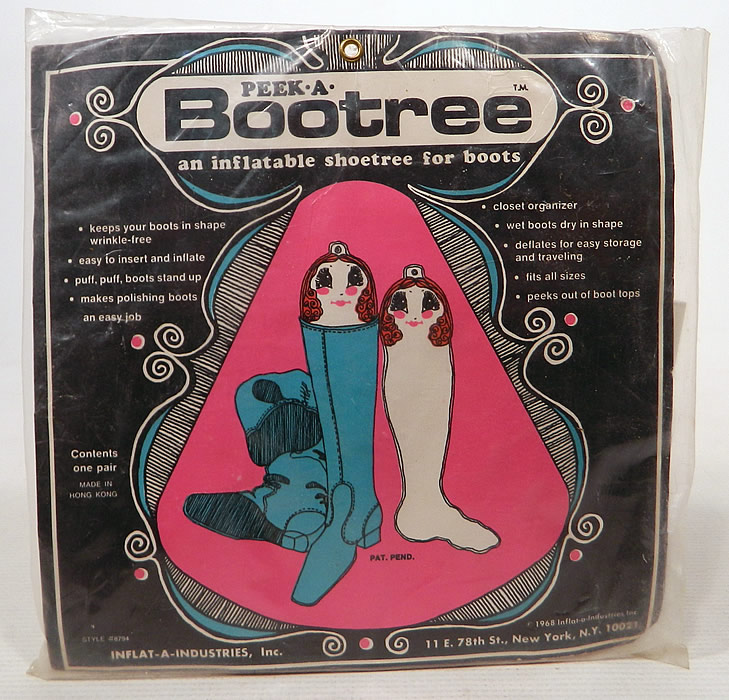 PEEK·A·
Bootree T.M.
an inflatable shoetree for boots
• keeps your boots in shape
wrinkle-free
• easy to insert and inflate
• puff, puff, boots stand up
• makes polishing boots
an easy job
• closet organizer
• wet boots dry in shape
• deflates for easy storage
and traveling
• fits all sizes
• peeks out of boot tops
Contents
one pair
MADE IN
HONG KONG
PAT. PEND.
STYLE #8794
INFLAT-A-INDUSTRIES, Inc.
© 1968 Inflat-a-Industries Inc.
11 E. 78th St., New York, N.Y. 10021